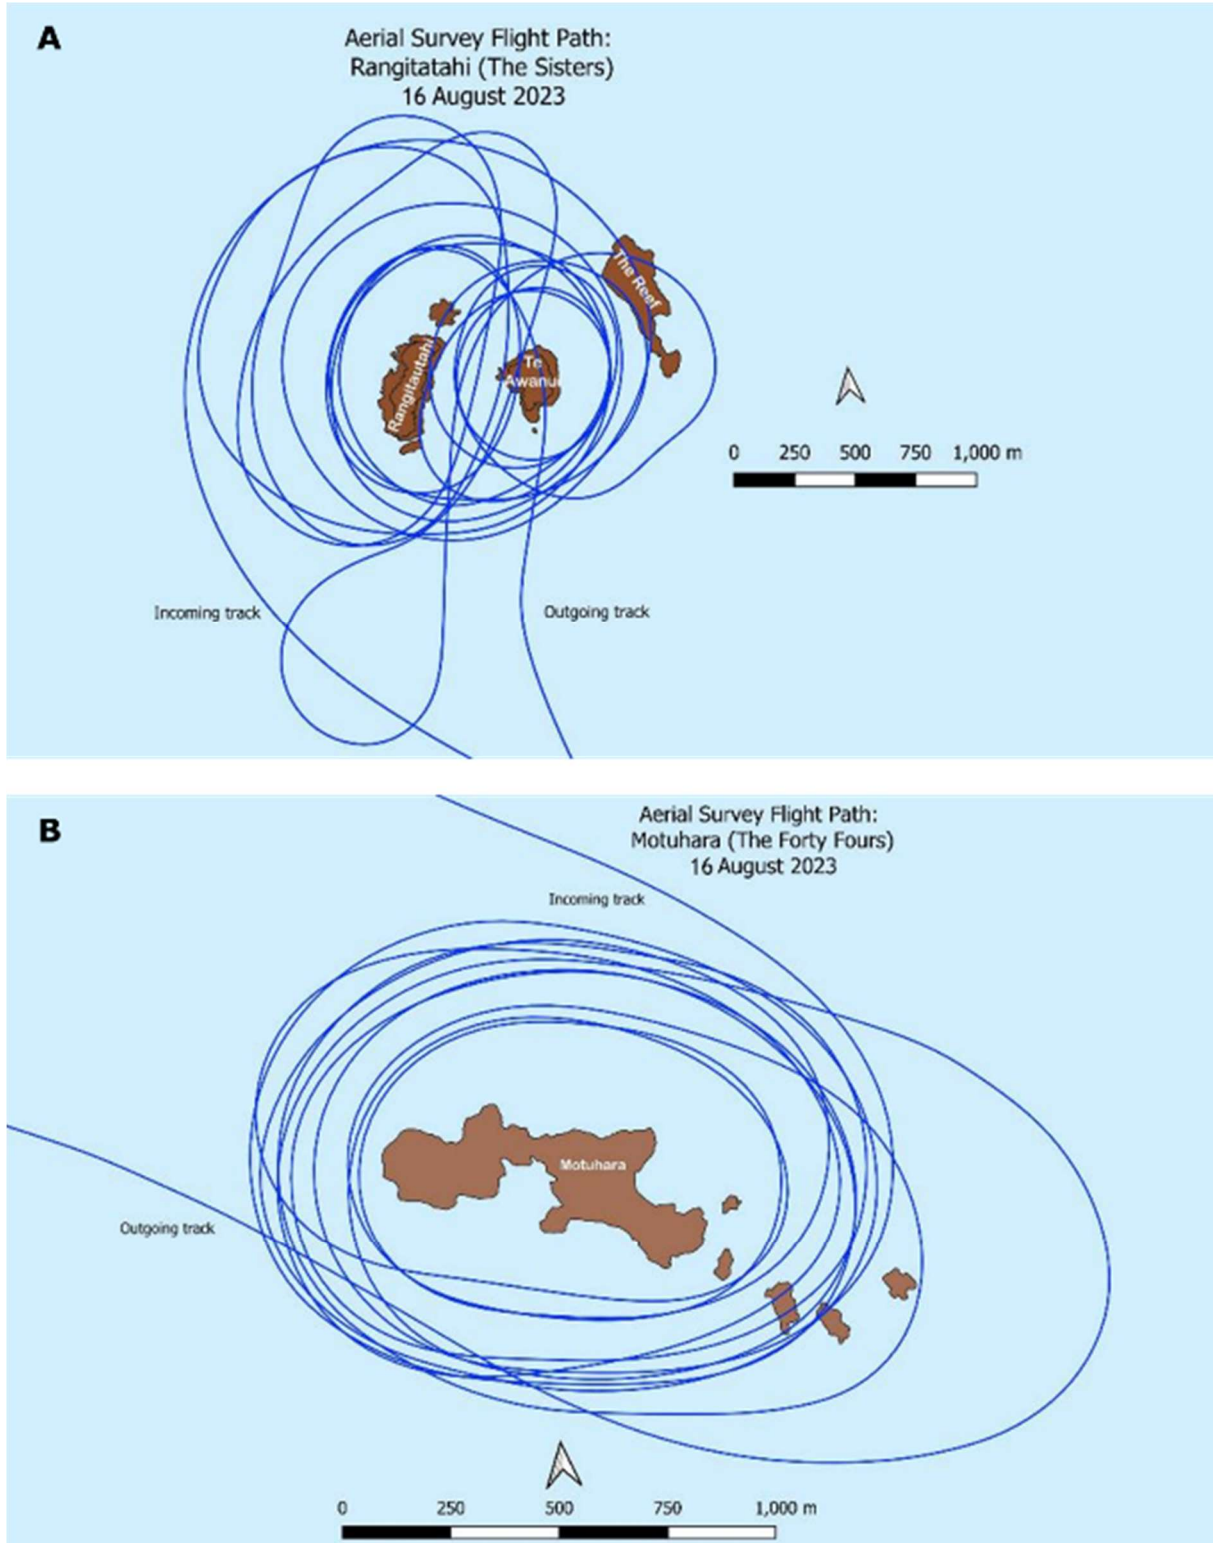 A
Aerial Survey Flight Path:
Rangitatahi (The Sisters)
16 August 2023
The Reef
Rangitautahi
Te
Awanui
0 250 500 750 1,000 m
Incoming track
Outgoing track
B
Aerial Survey Flight Path:
Motuhara (The Forty Fours)
16 August 2023
Incoming track
Motuhara
Outgoing track
0 250 500 750 1,000 m